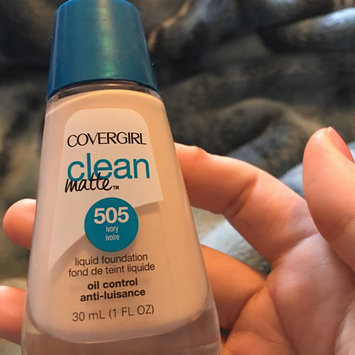 COVERGIRL
clean
matte™
505
ivory
ivoire
liquid foundation
fond de teint liquide
oil control
anti-luisance
30 mL (1 FL OZ)